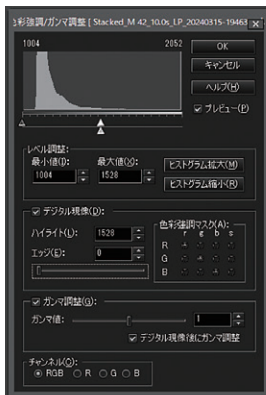 彩強調/ガンマ調整 [ Stacked_M 42_10.0s_LP_20240315-19463
1004 2052
OK
キャンセル
ヘルプ(H)
プレビュー(P)
レベル調整:
最小値(I): 最大値(X):
1004 1528
ヒストグラム拡大(M)
ヒストグラム縮小(R)
デジタル現像(D):
ハイライト(L): 1528
エッジ(E): 0
色彩強調マスク(A):
r g b s
R
G
B
ガンマ調整(G):
ガンマ値: 1
デジタル現像後にガンマ調整
チャンネル(C):
RGB R G B